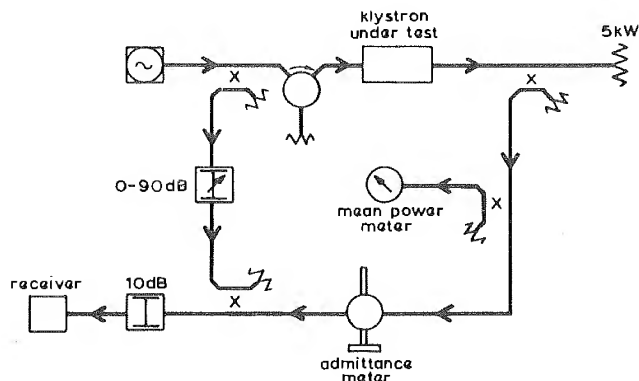 klystron
under test
5kW
X
X
0-90dB
X
mean power
meter
receiver
10dB
X
admittance
meter